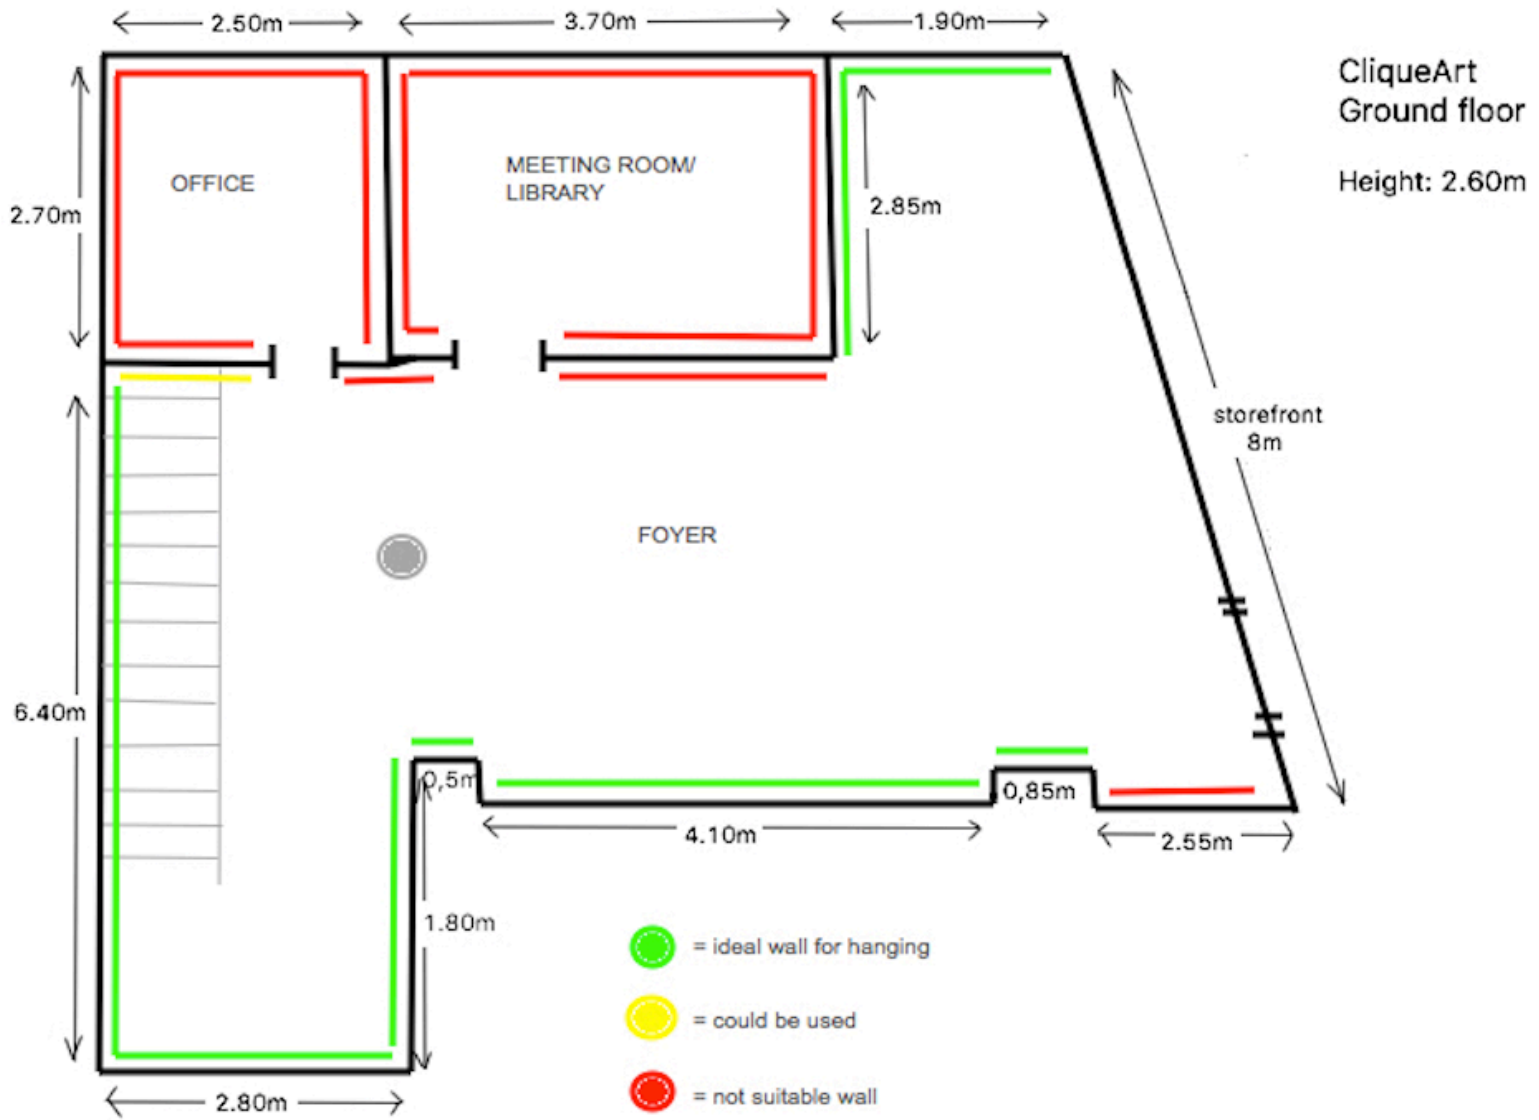 2.50m
3.70m
1.90m
CliqueArt
Ground floor
Height: 2.60m
OFFICE
MEETING ROOM/
LIBRARY
2.70m
2.85m
storefront
8m
FOYER
6.40m
0,5m
0,85m
4.10m
2.55m
1.80m
= ideal wall for hanging
= could be used
= not suitable wall
2.80m